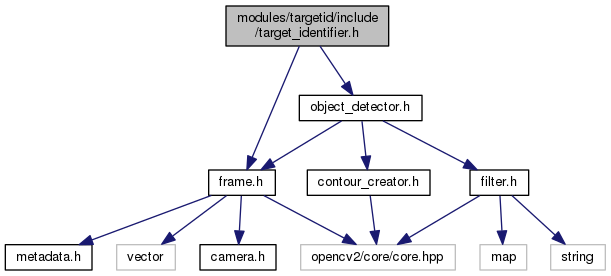 modules/targetid/include
/target_identifier.h
object_detector.h
frame.h
contour_creator.h
filter.h
metadata.h
vector
camera.h
opencv2/core/core.hpp
map
string